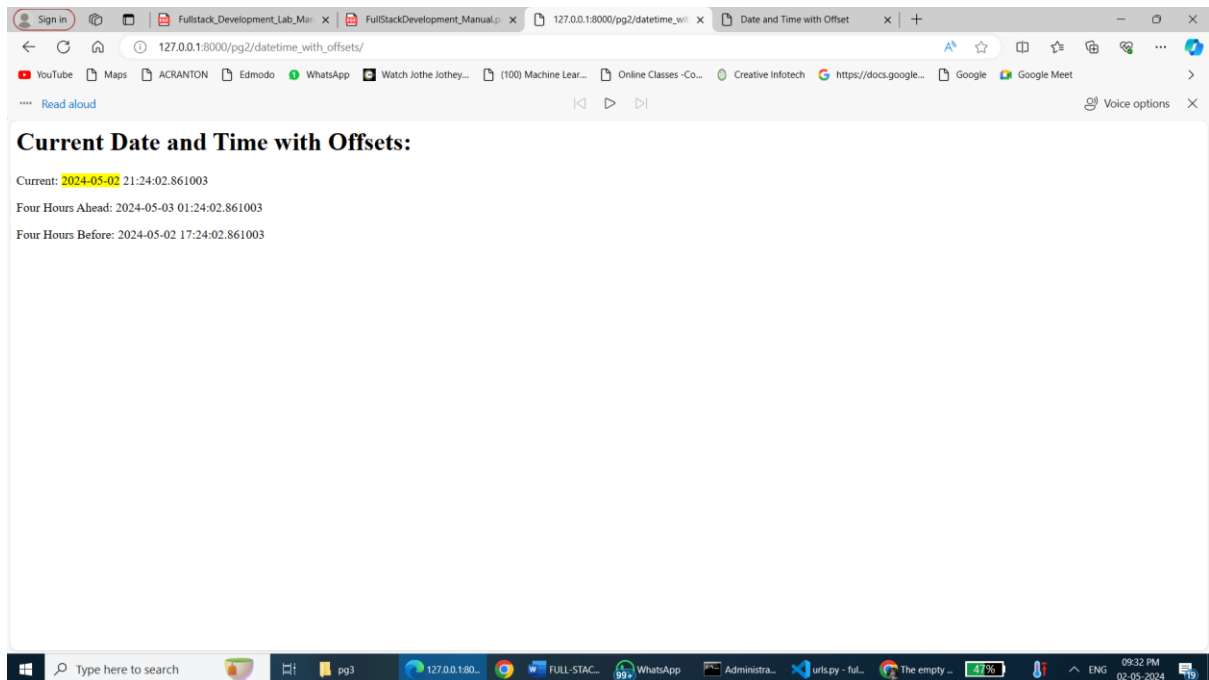 Sign in Fullstack_Development_Lab_Man FullStackDevelopment_Manual.p 127.0.0.1:8000/pg2/datetime_wit Date and Time with Offset
127.0.0.1:8000/pg2/datetime_with_offsets/
YouTube Maps ACRANTON Edmodo WhatsApp Watch Jothe Jothey... (100) Machine Lear... Online Classes -Co... Creative Infotech https://docs.google... Google Google Meet
Read aloud Voice options
Current Date and Time with Offsets:
Current: 2024-05-02 21:24:02.861003
Four Hours Ahead: 2024-05-03 01:24:02.861003
Four Hours Before: 2024-05-02 17:24:02.861003
Type here to search pg3 127.0.0.1:80... FULL-STAC... 99+ WhatsApp Administra... urls.py - ful... The empty ... 47% ENG 09:32 PM
02-05-2024 19